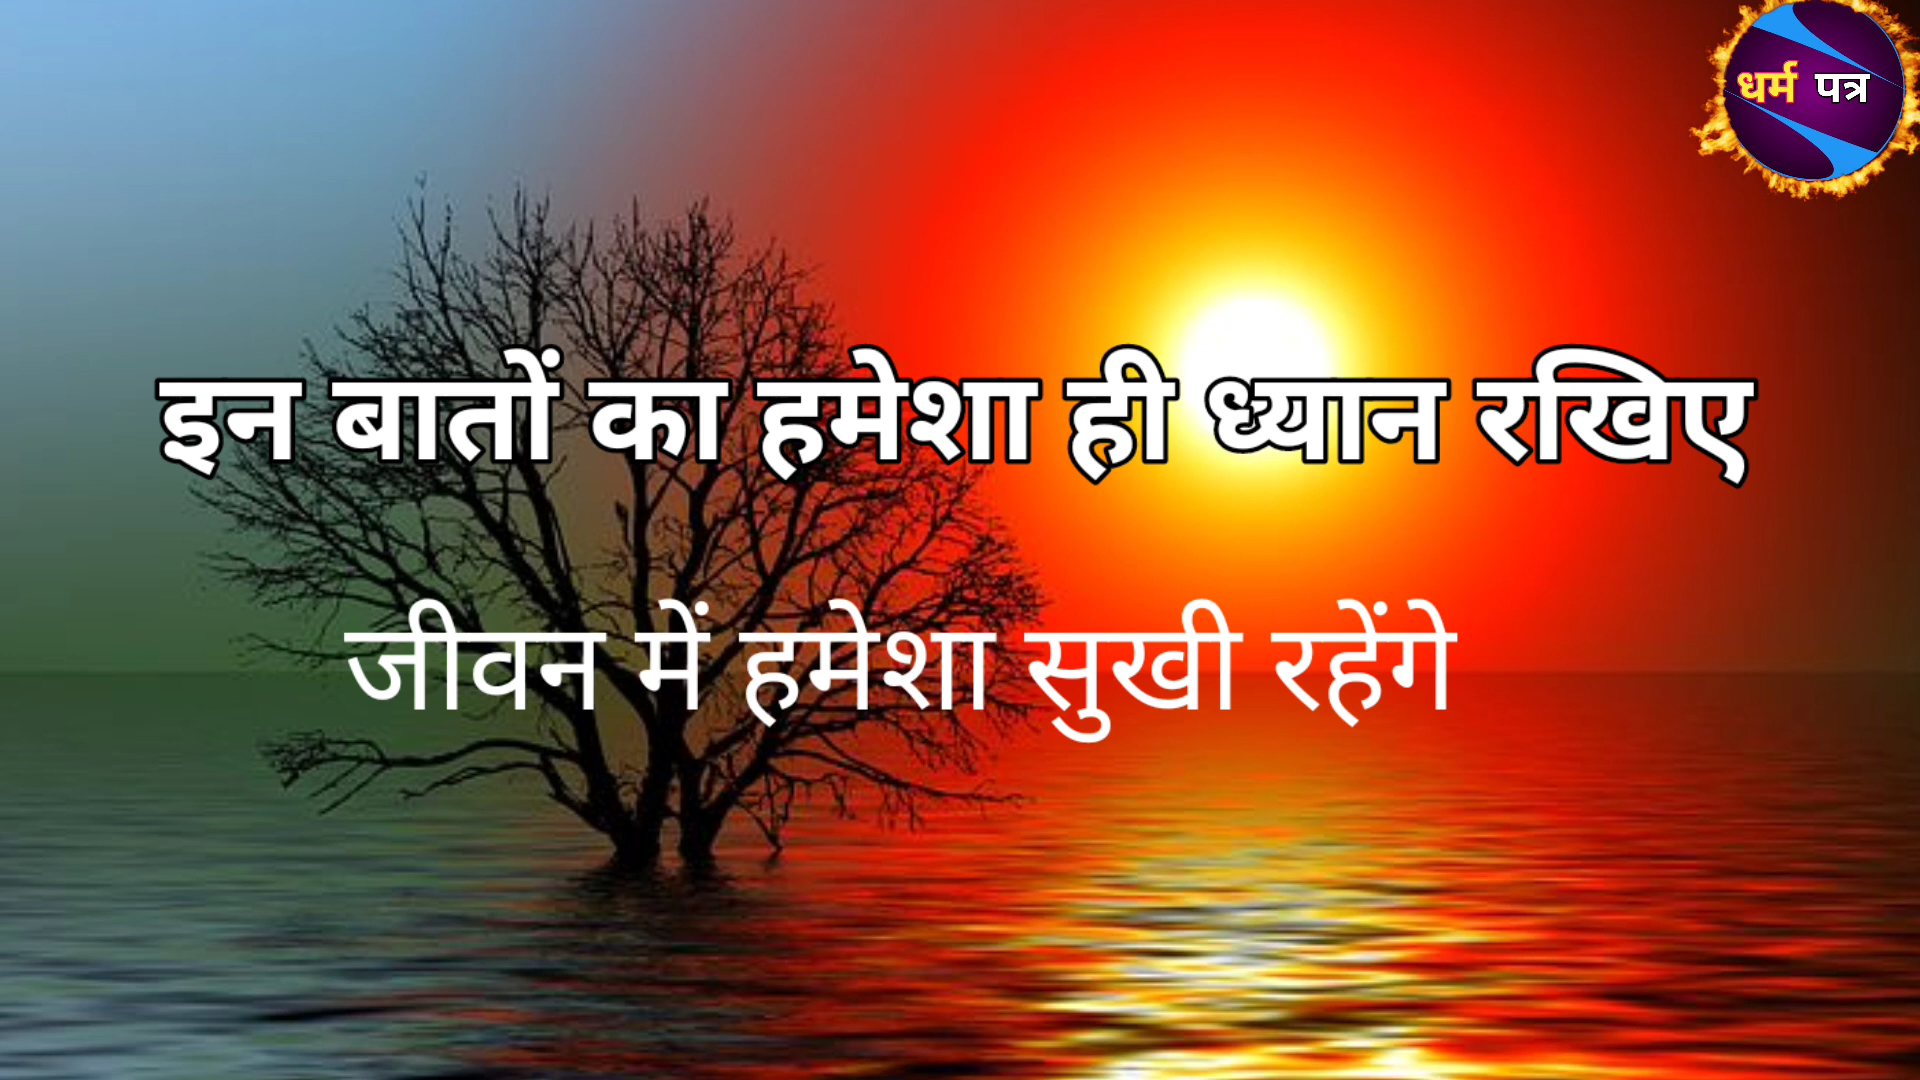 धर्म पत्र
इन बातों का हमेशा ही ध्यान रखिए
जीवन में हमेशा सुखी रहेंगे